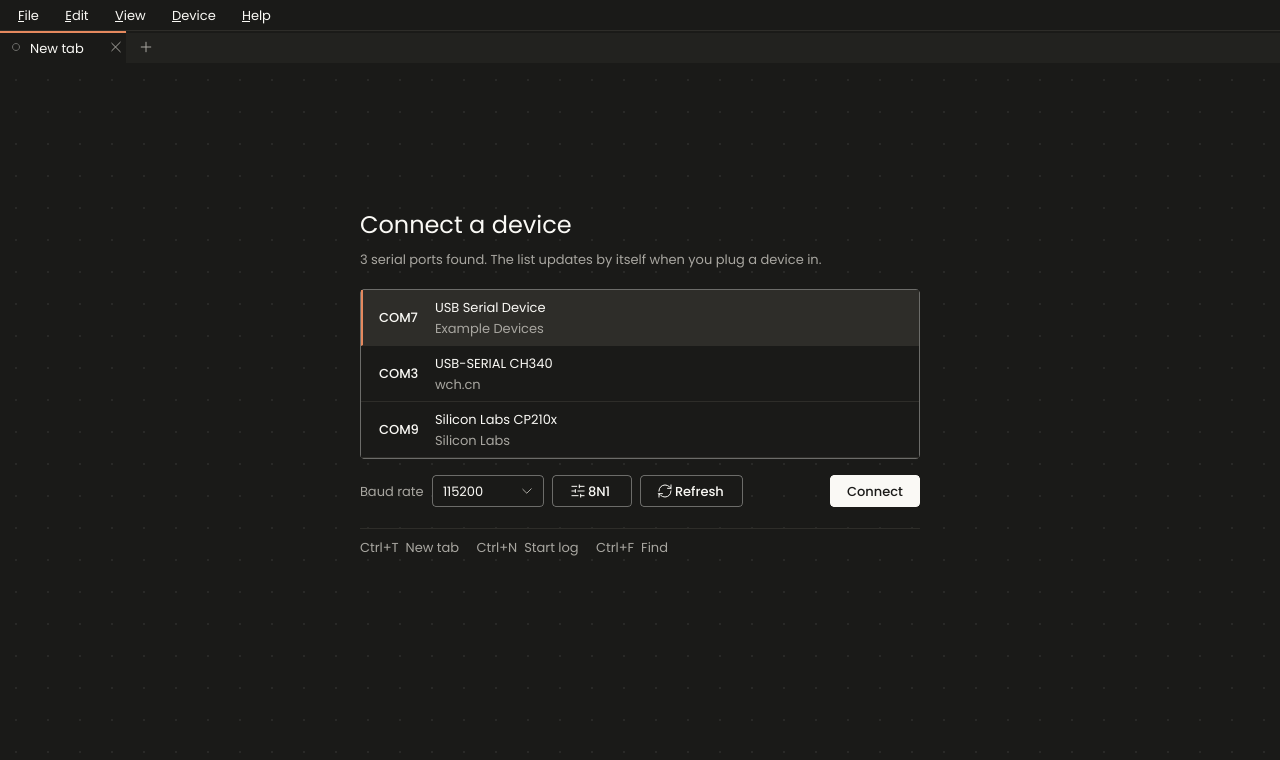 File Edit View Device Help
New tab
Connect a device
3 serial ports found. The list updates by itself when you plug a device in.
COM7 USB Serial Device
Example Devices
COM3 USB-SERIAL CH340
wch.cn
COM9 Silicon Labs CP210x
Silicon Labs
Baud rate 115200 8N1 Refresh Connect
Ctrl+T New tab Ctrl+N Start log Ctrl+F Find